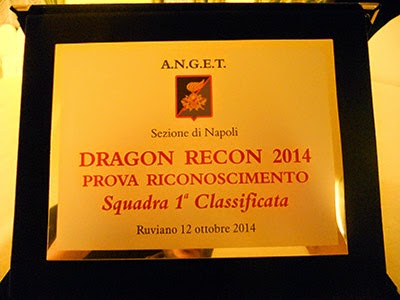 A.N.G.E.T.
Sezione di Napoli
DRAGON RECON 2014
PROVA RICONOSCIMENTO
Squadra 1ª Classificata
Ruviano 12 ottobre 2014